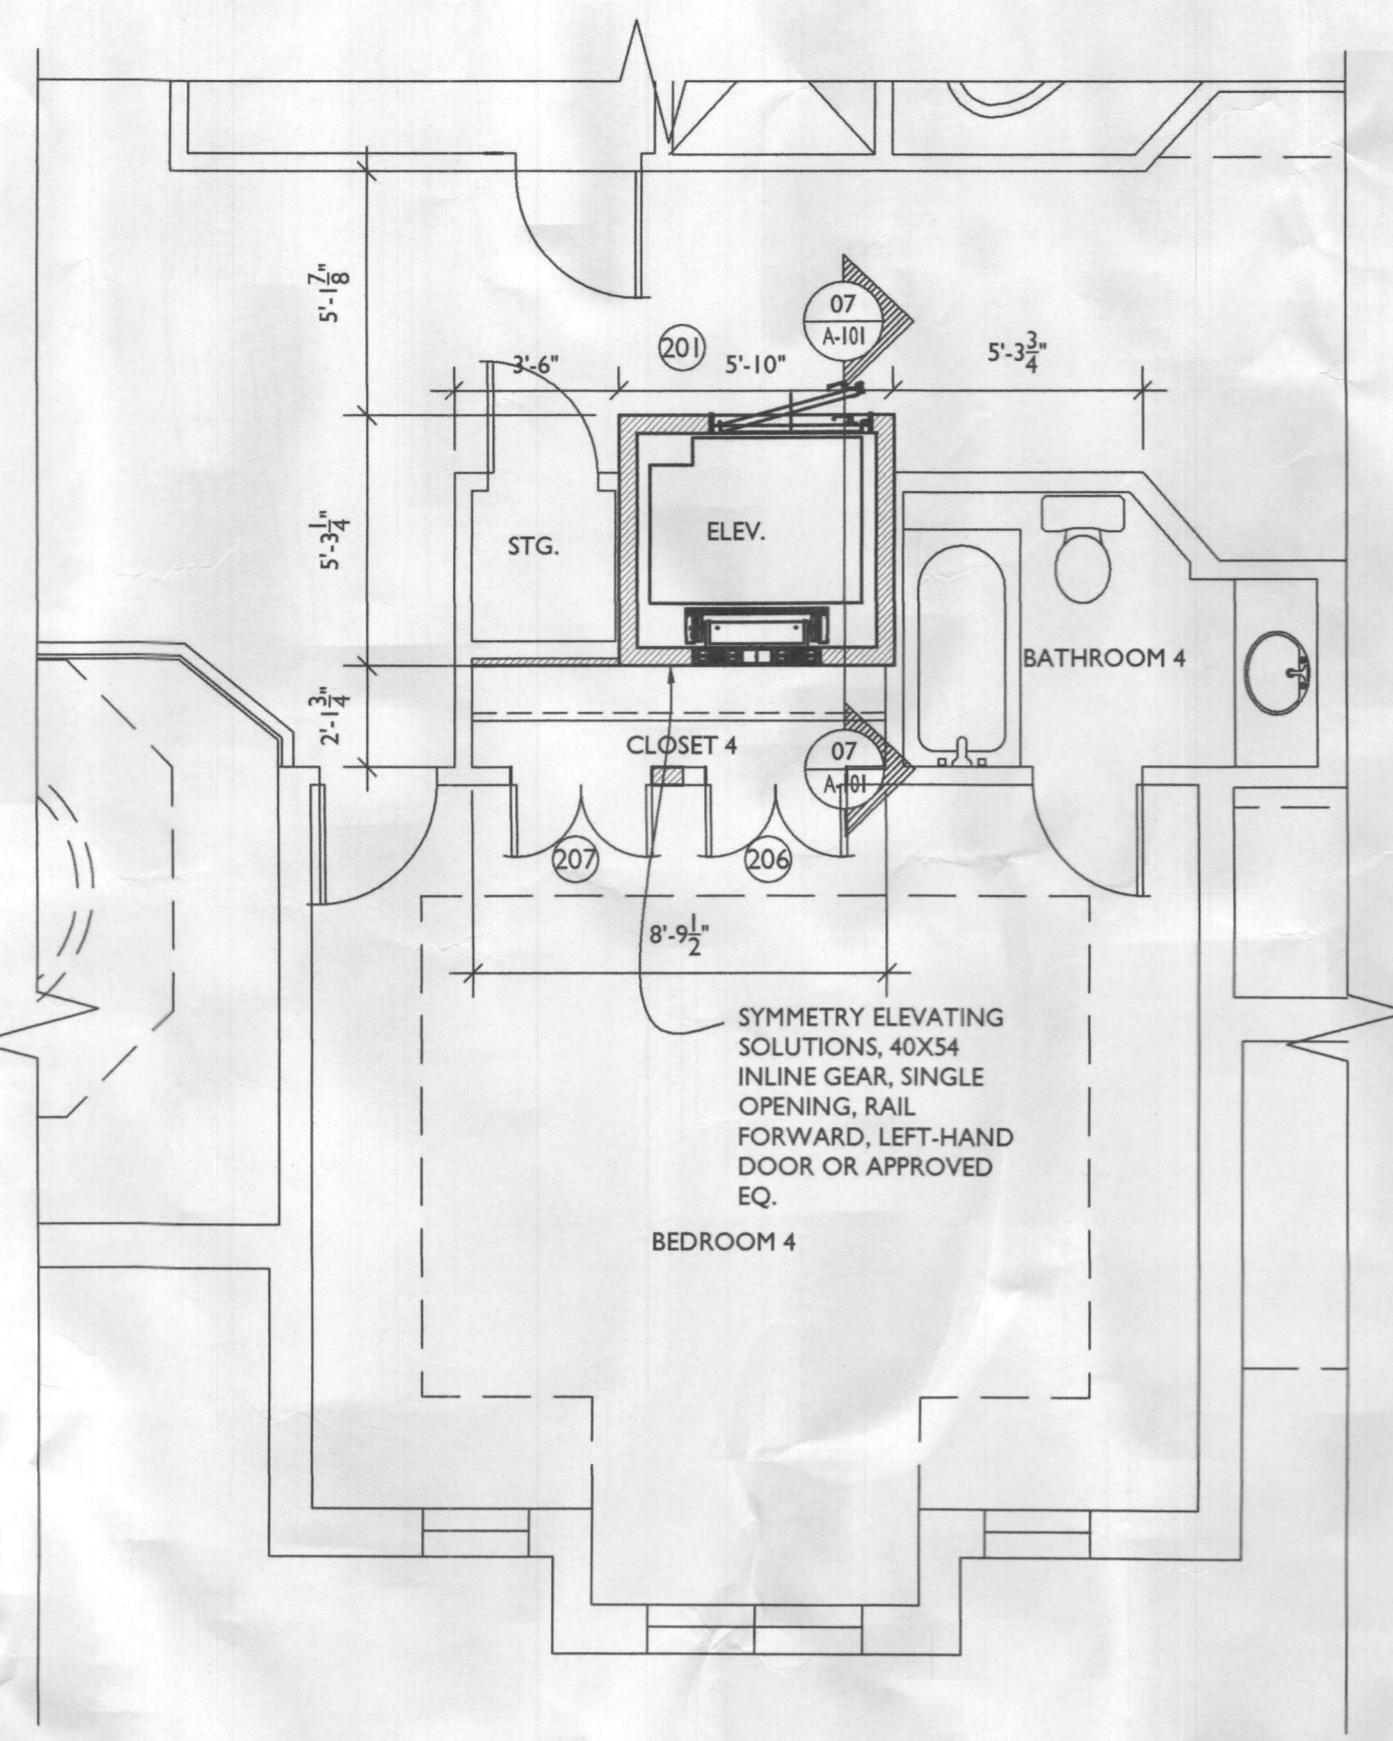 5'-1 7/8"
07
A-101
201
3'-6"
5'-10"
5'-3 3/4"
5'-3 1/4"
STG.
ELEV.
BATHROOM 4
2'-1 3/4"
CLOSET 4
07
A-101
207
206
8'-9 1/2"
SYMMETRY ELEVATING
SOLUTIONS, 40X54
INLINE GEAR, SINGLE
OPENING, RAIL
FORWARD, LEFT-HAND
DOOR OR APPROVED
EQ.
BEDROOM 4